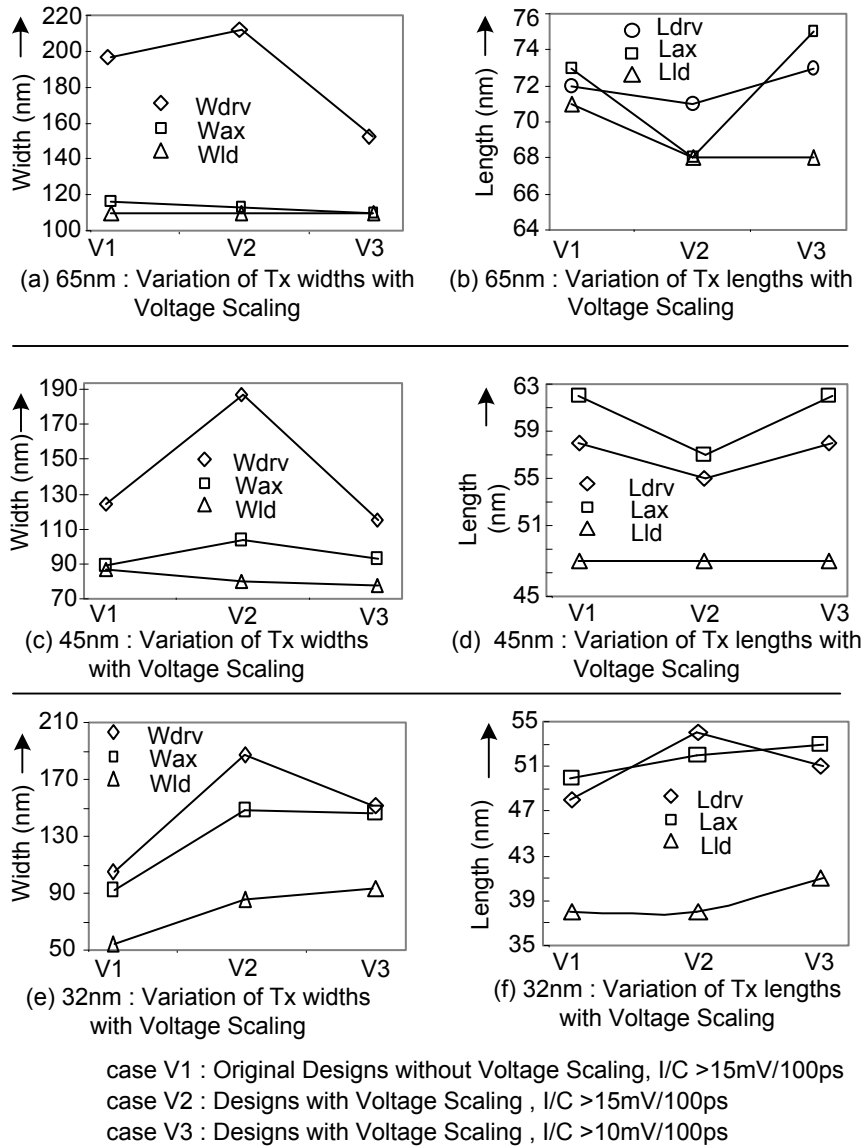 220
200
180
160
140
120
100
Width (nm)
Wdrv
Wax
Wld
V1 V2 V3
(a) 65nm : Variation of Tx widths with
Voltage Scaling
76
74
72
70
68
66
64
Length (nm)
Ldrv
Lax
Lld
V1 V2 V3
(b) 65nm : Variation of Tx lengths with
Voltage Scaling
190
170
150
130
110
90
70
Width (nm)
Wdrv
Wax
Wld
V1 V2 V3
(c) 45nm : Variation of Tx widths
with Voltage Scaling
63
59
55
51
49
45
Length
(nm)
Ldrv
Lax
Lld
V1 V2 V3
(d) 45nm : Variation of Tx lengths with
Voltage Scaling
210
170
130
90
50
Width (nm)
Wdrv
Wax
Wld
V1 V2 V3
(e) 32nm : Variation of Tx widths
with Voltage Scaling
55
51
47
43
41
39
35
Length (nm)
Ldrv
Lax
Lld
V1 V2 V3
(f) 32nm : Variation of Tx lengths
with Voltage Scaling
case V1 : Original Designs without Voltage Scaling, I/C >15mV/100ps
case V2 : Designs with Voltage Scaling , I/C >15mV/100ps
case V3 : Designs with Voltage Scaling , I/C >10mV/100ps